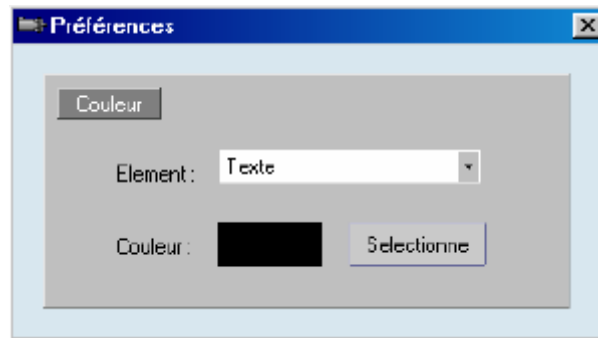 Préférences
Couleur
Element :
Texte
Couleur :
Selectionne